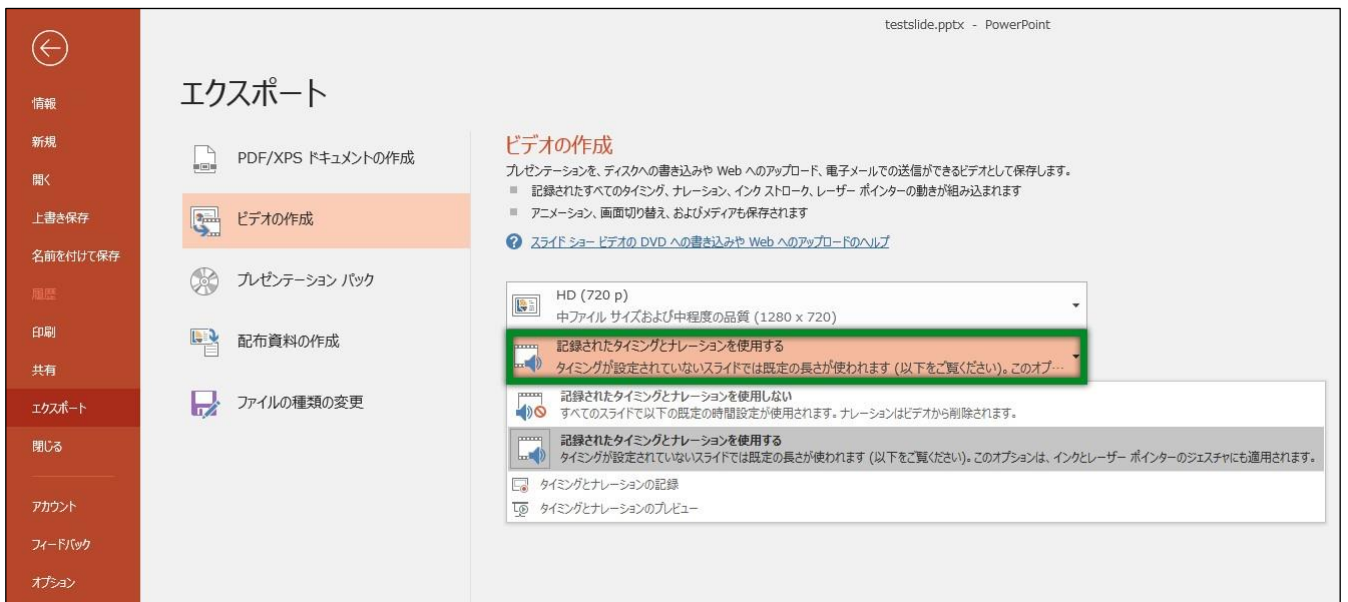 testslide.pptx - PowerPoint
情報
新規
開く
上書き保存
名前を付けて保存
履歴
印刷
共有
エクスポート
閉じる
アカウント
フィードバック
オプション
エクスポート
PDF/XPS ドキュメントの作成
ビデオの作成
プレゼンテーション パック
配布資料の作成
ファイルの種類の変更
ビデオの作成
プレゼンテーションを、ディスクへの書き込みや Web へのアップロード、電子メールでの送信ができるビデオとして保存します。
記録されたすべてのタイミング、ナレーション、インク ストローク、レーザー ポインターの動きが組み込まれます
アニメーション、画面切り替え、およびメディアも保存されます
スライド ショー ビデオの DVD への書き込みや Web へのアップロードのヘルプ
HD (720 p)
中ファイル サイズおよび中程度の品質 (1280 x 720)
記録されたタイミングとナレーションを使用する
タイミングが設定されていないスライドでは既定の長さが使われます (以下をご覧ください)。このオプ…
記録されたタイミングとナレーションを使用しない
すべてのスライドで以下の既定の時間設定が使用されます。ナレーションはビデオから削除されます。
記録されたタイミングとナレーションを使用する
タイミングが設定されていないスライドでは既定の長さが使われます (以下をご覧ください)。このオプションは、インクとレーザー ポインターのジェスチャにも適用されます。
タイミングとナレーションの記録
タイミングとナレーションのプレビュー